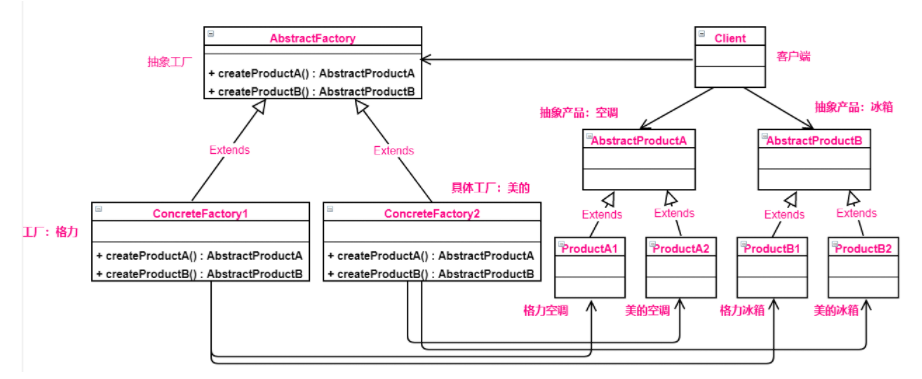 AbstractFactory
抽象工厂
+ createProductA() : AbstractProductA
+ createProductB() : AbstractProductB
Client
客户端
抽象产品：空调
抽象产品：冰箱
AbstractProductA
AbstractProductB
Extends
Extends
具体工厂：美的
工厂：格力
ConcreteFactory1
+ createProductA() : AbstractProductA
+ createProductB() : AbstractProductB
ConcreteFactory2
+ createProductA() : AbstractProductA
+ createProductB() : AbstractProductB
Extends
Extends
Extends
Extends
ProductA1
ProductA2
ProductB1
ProductB2
格力空调
美的空调
格力冰箱
美的冰箱